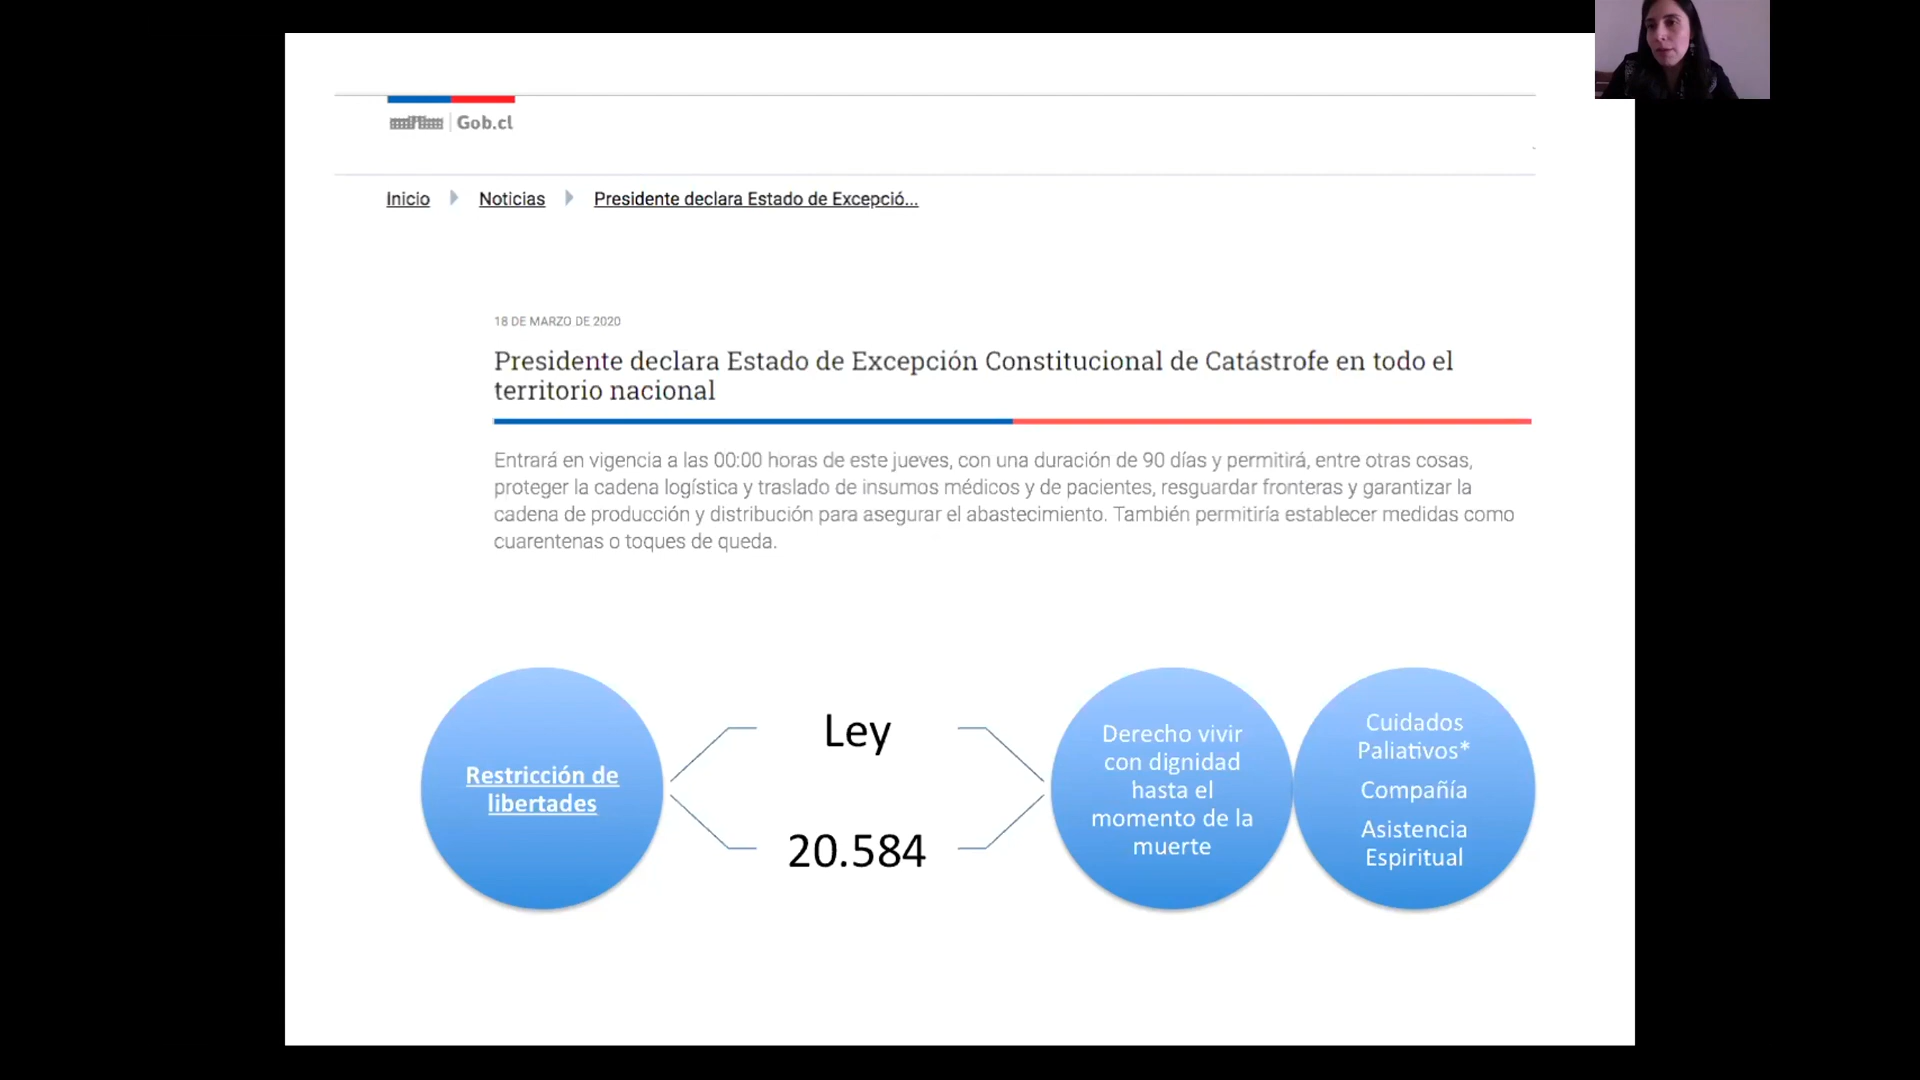 Gob.cl
Inicio Noticias Presidente declara Estado de Excepció...
18 DE MARZO DE 2020
Presidente declara Estado de Excepción Constitucional de Catástrofe en todo el
territorio nacional
Entrará en vigencia a las 00:00 horas de este jueves, con una duración de 90 días y permitirá, entre otras cosas,
proteger la cadena logística y traslado de insumos médicos y de pacientes, resguardar fronteras y garantizar la
cadena de producción y distribución para asegurar el abastecimiento. También permitiría establecer medidas como
cuarentenas o toques de queda.
Restricción de
libertades
Ley
20.584
Derecho vivir
con dignidad
hasta el
momento de la
muerte
Cuidados
Paliativos*
Compañía
Asistencia
Espiritual